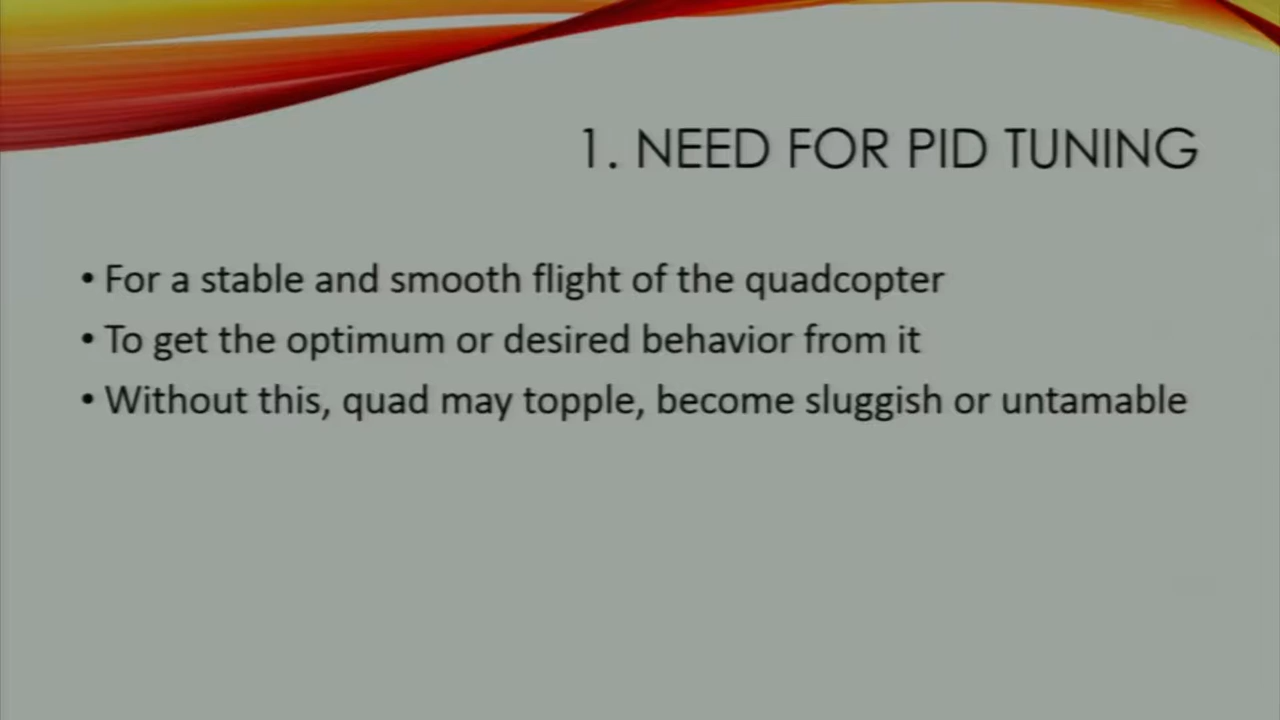 1. NEED FOR PID TUNING
• For a stable and smooth flight of the quadcopter
• To get the optimum or desired behavior from it
• Without this, quad may topple, become sluggish or untamable